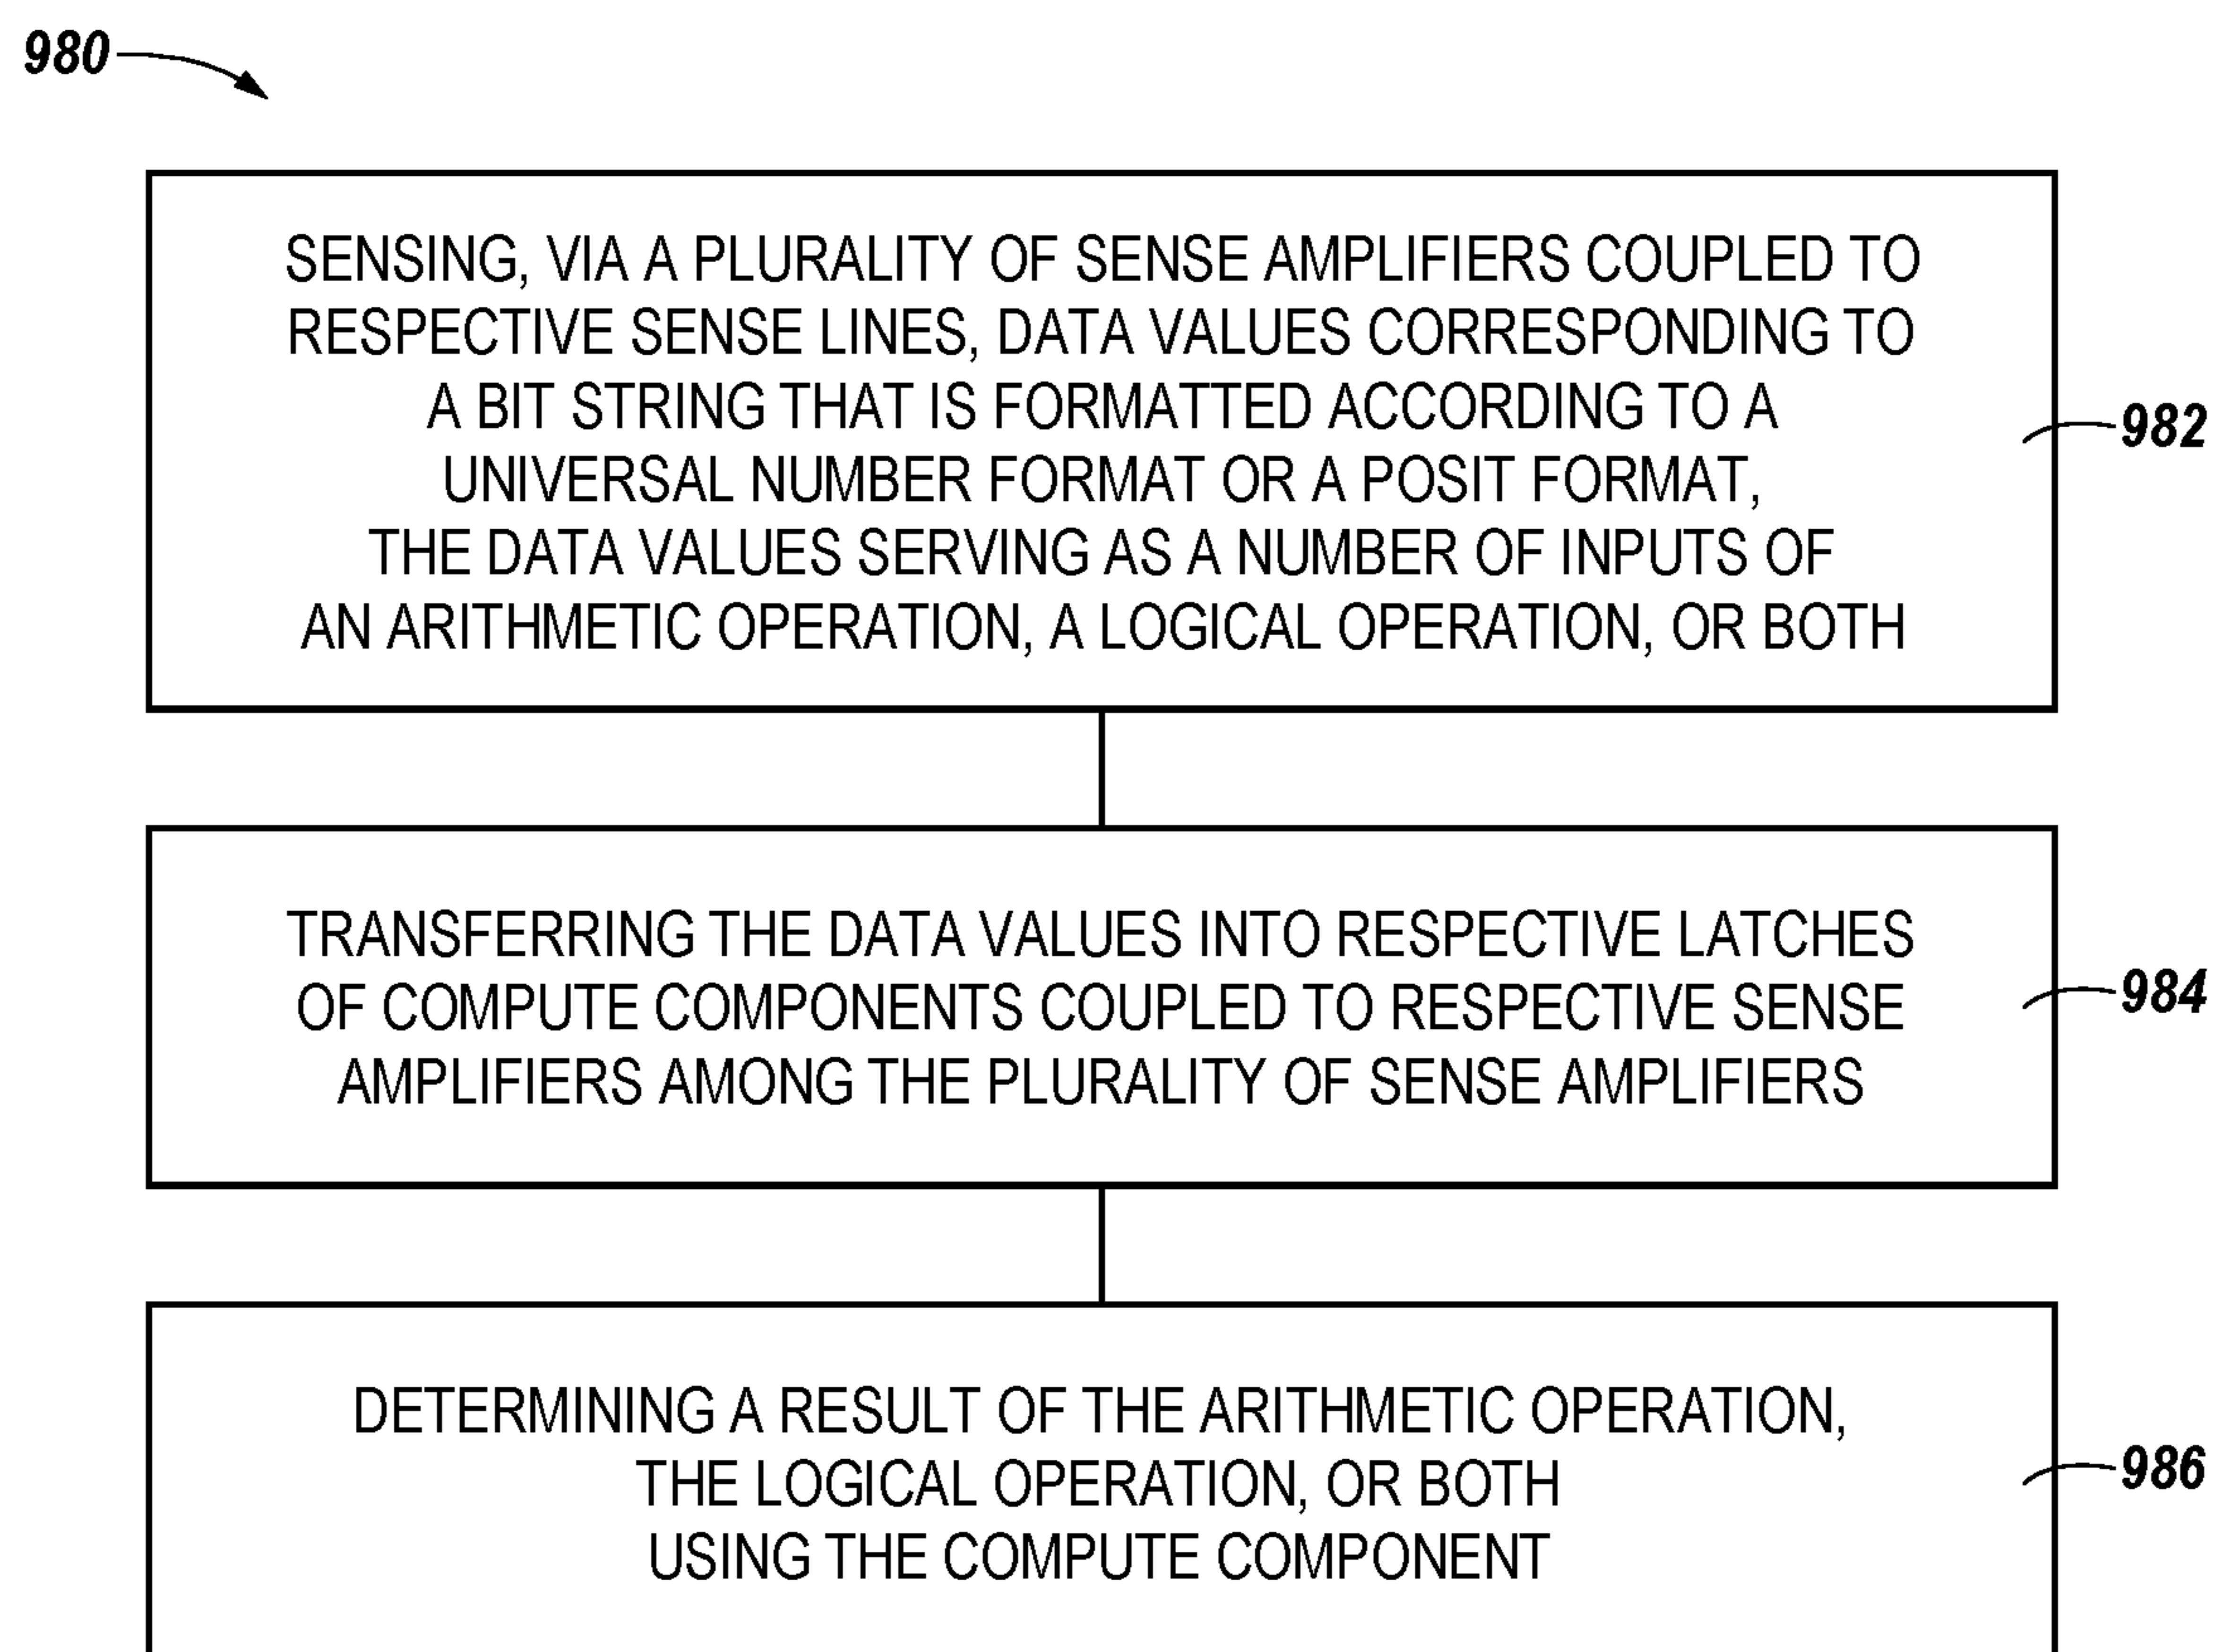 980
SENSING, VIA A PLURALITY OF SENSE AMPLIFIERS COUPLED TO
RESPECTIVE SENSE LINES, DATA VALUES CORRESPONDING TO
A BIT STRING THAT IS FORMATTED ACCORDING TO A
UNIVERSAL NUMBER FORMAT OR A POSIT FORMAT,
THE DATA VALUES SERVING AS A NUMBER OF INPUTS OF
AN ARITHMETIC OPERATION, A LOGICAL OPERATION, OR BOTH
982
TRANSFERRING THE DATA VALUES INTO RESPECTIVE LATCHES
OF COMPUTE COMPONENTS COUPLED TO RESPECTIVE SENSE
AMPLIFIERS AMONG THE PLURALITY OF SENSE AMPLIFIERS
984
DETERMINING A RESULT OF THE ARITHMETIC OPERATION,
THE LOGICAL OPERATION, OR BOTH
USING THE COMPUTE COMPONENT
986